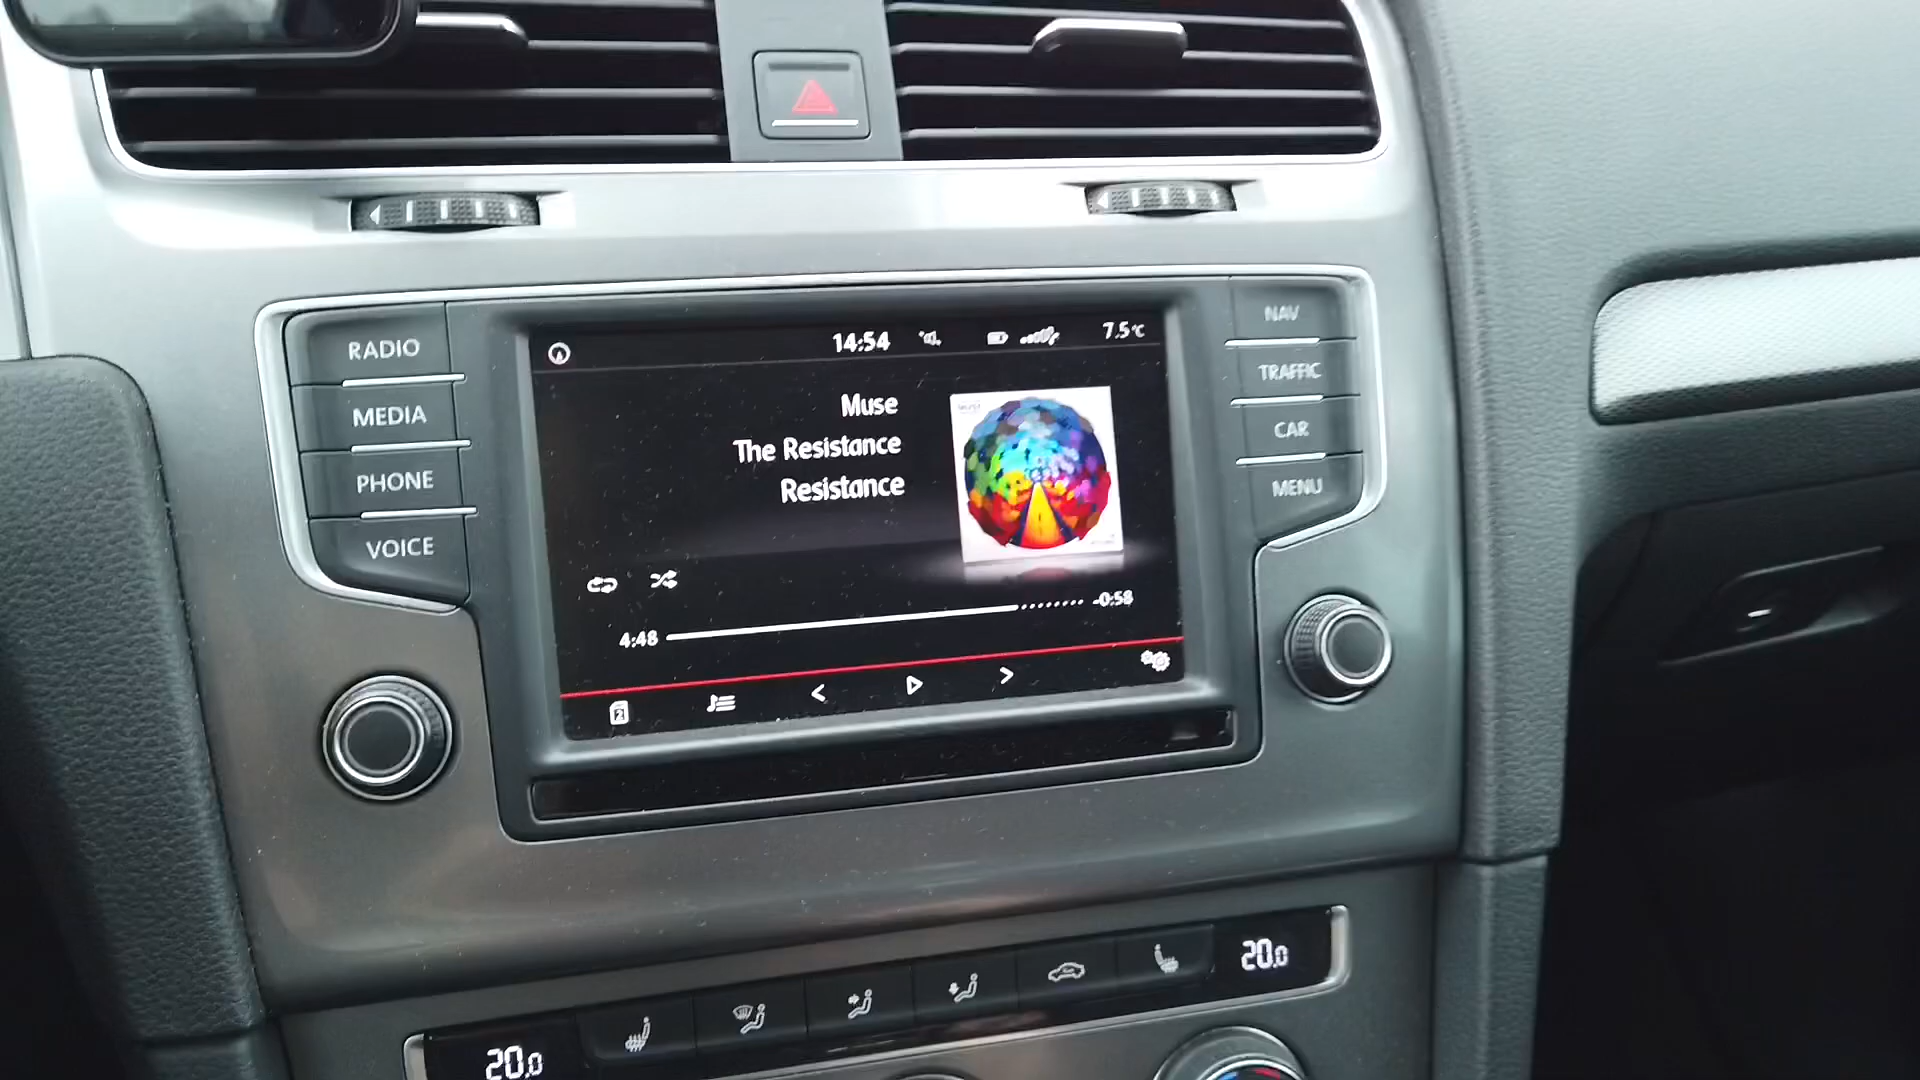 RADIO
MEDIA
PHONE
VOICE
14:54
7.5°C
Muse
The Resistance
Resistance
4:48
-0:58
2
NAV
TRAFFIC
CAR
MENU
20.0
20.0